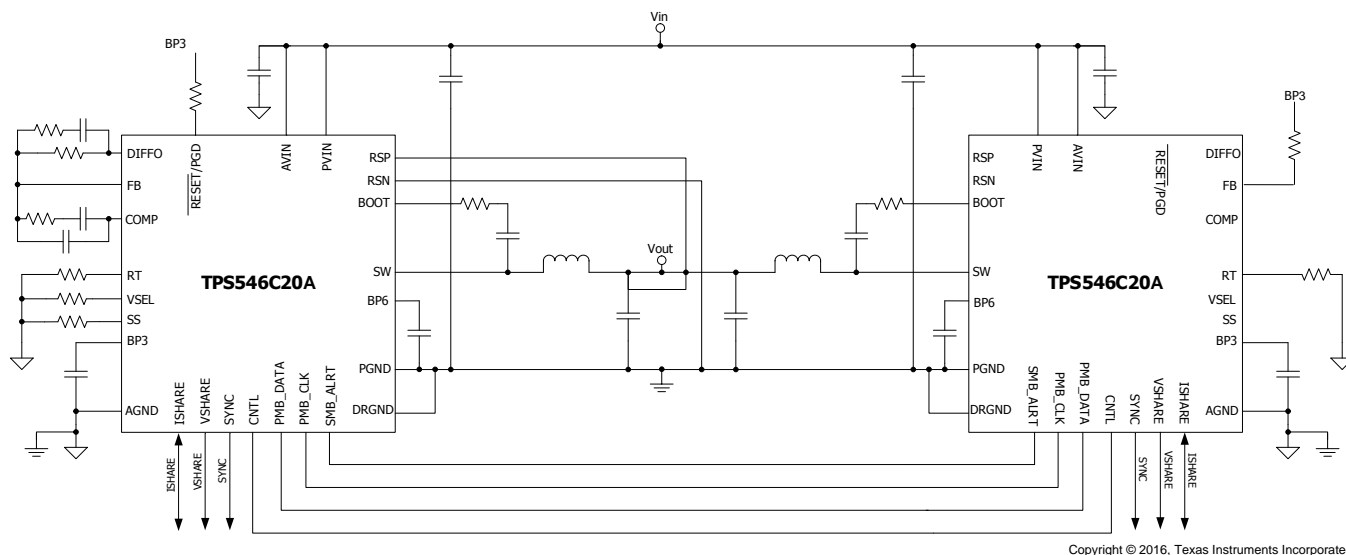 Vin
BP3
BP3
DIFFO
FB
COMP
RT
VSEL
SS
BP3
AGND
RESET/PGD
AVIN
PVIN
RSP
RSN
BOOT
SW
BP6
PGND
DRGND
TPS546C20A
ISHARE
VSHARE
SYNC
CNTL
PMB_DATA
PMB_CLK
SMB_ALRT
ISHARE
VSHARE
SYNC
Vout
RSP
RSN
BOOT
SW
BP6
PGND
DRGND
PVIN
AVIN
RESET/PGD
DIFFO
FB
COMP
RT
VSEL
SS
BP3
AGND
TPS546C20A
SMB_ALRT
PMB_CLK
PMB_DATA
CNTL
SYNC
VSHARE
ISHARE
SYNC
VSHARE
ISHARE
Copyright © 2016, Texas Instruments Incorporate